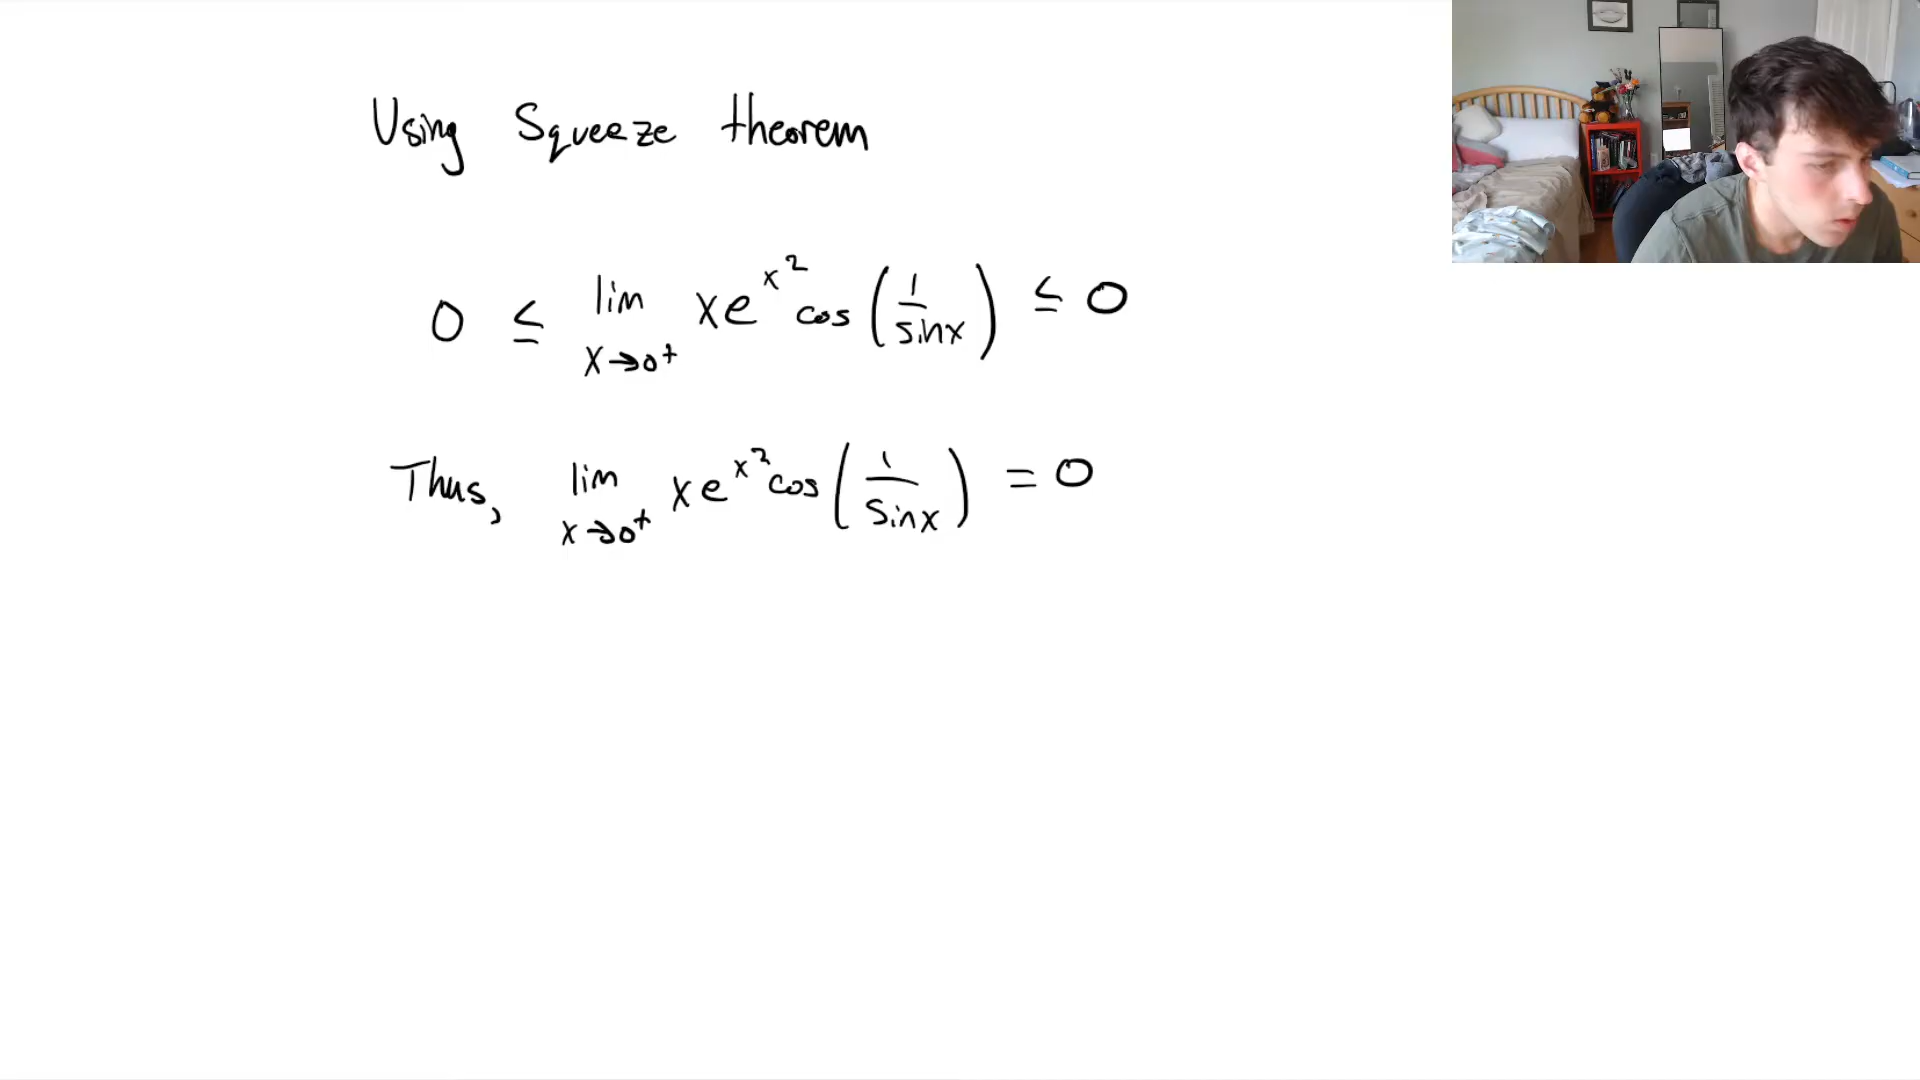 Using Squeeze theorem
0 ≤ lim x→0⁺ xe^x² cos(1/sinx) ≤ 0
Thus, lim x→0⁺ xe^x² cos(1/sinx) = 0